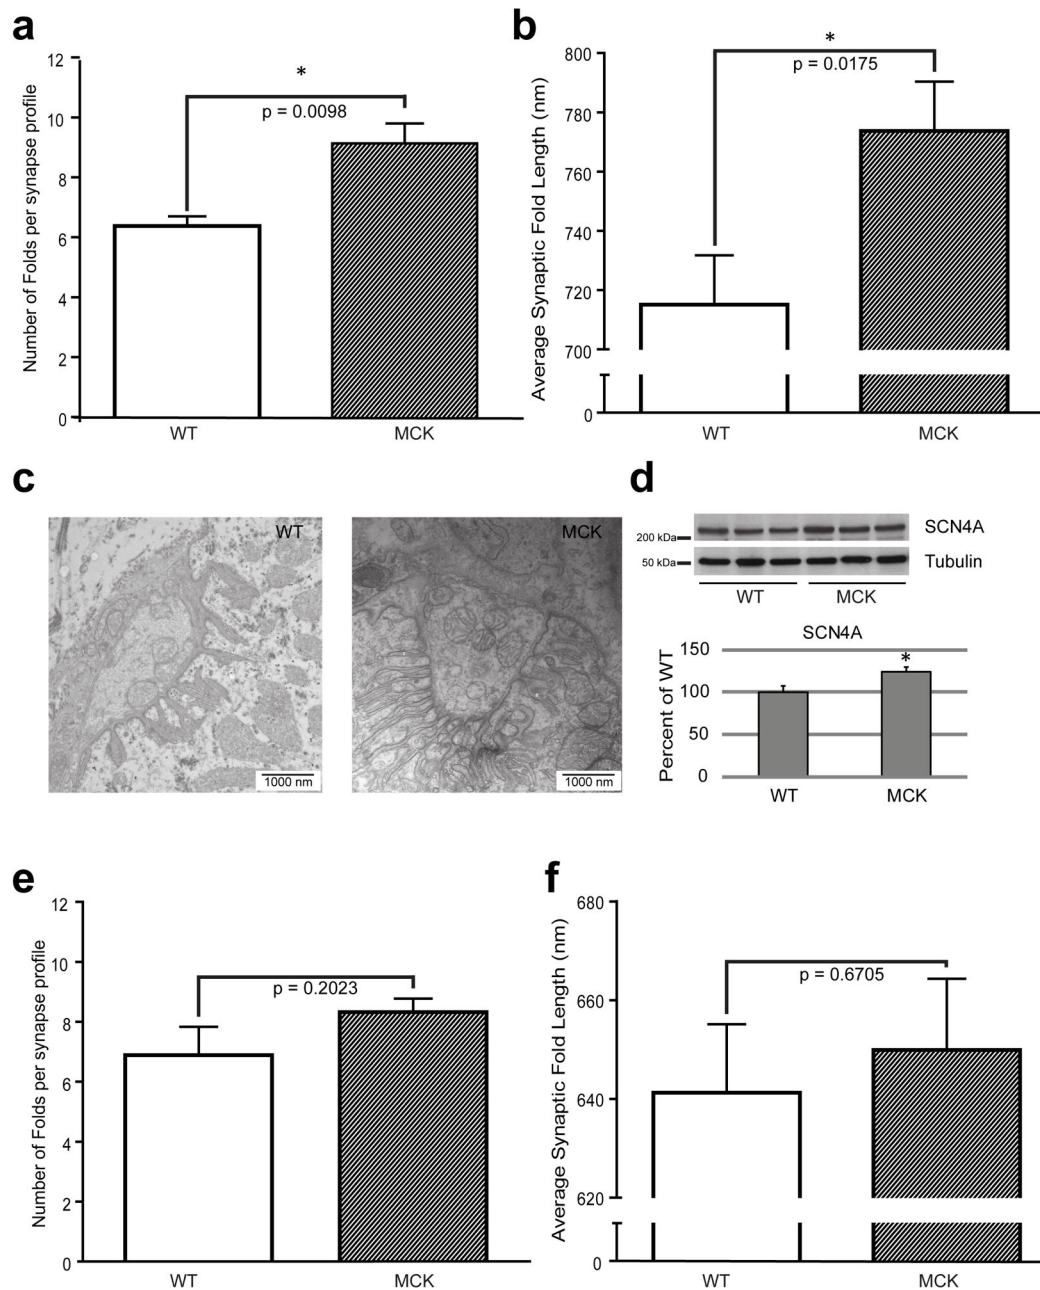 a
Number of Folds per synapse profile
12
10
8
6
4
2
0
*
p = 0.0098
WT
MCK
b
Average Synaptic Fold Length (nm)
800
780
760
740
720
700
0
*
p = 0.0175
WT
MCK
c
WT
1000 nm
MCK
1000 nm
d
200 kDa
SCN4A
50 kDa
Tubulin
WT
MCK
SCN4A
Percent of WT
150
100
50
0
*
WT
MCK
e
Number of Folds per synapse profile
12
10
8
6
4
2
0
p = 0.2023
WT
MCK
f
Average Synaptic Fold Length (nm)
680
660
640
620
0
p = 0.6705
WT
MCK